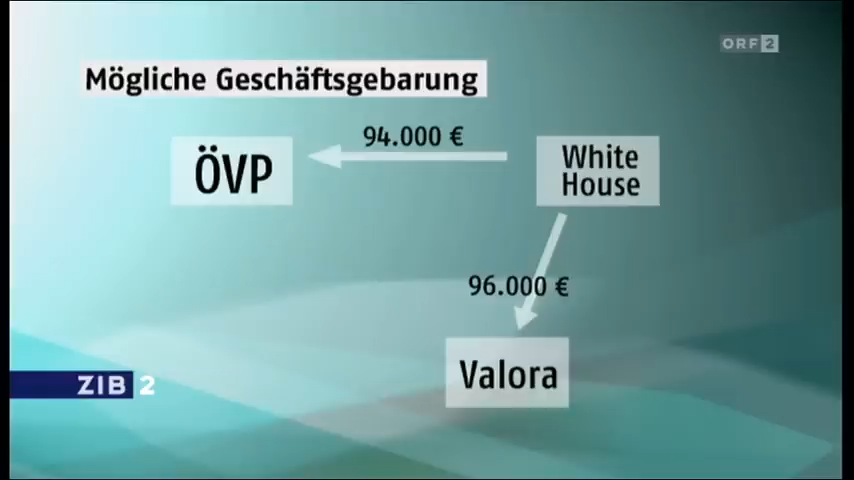 ORF 2
Mögliche Geschäftsgebarung
94.000 €
ÖVP
White
House
96.000 €
Valora
ZIB 2